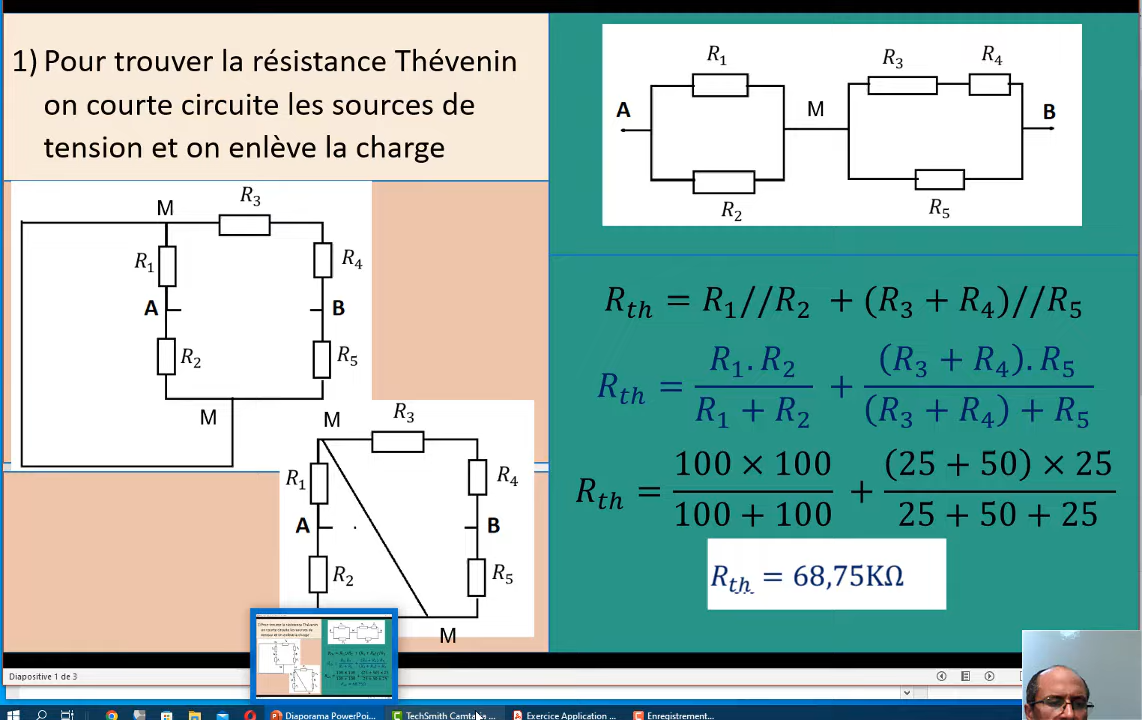 1) Pour trouver la résistance Thévenin
on courte circuite les sources de
tension et on enlève la charge
M
R₃
R₁
R₄
A
B
R₂
R₅
M
M
R₃
R₁
R₄
A
B
R₂
R₅
M
R₁
R₃
R₄
A
M
B
R₂
R₅
Rₜₕ = R₁//R₂ + (R₃ + R₄)//R₅
Rₜₕ = R₁.R₂ / R₁ + R₂ + (R₃ + R₄).R₅ / (R₃ + R₄) + R₅
Rₜₕ = 100 × 100 / 100 + 100 + (25 + 50) × 25 / 25 + 50 + 25
Rₜₕ = 68,75KΩ
Diapositive 1 de 3
Diaporama PowerPoi...
TechSmith Camta
Exercice Application ...
Enregistrement...